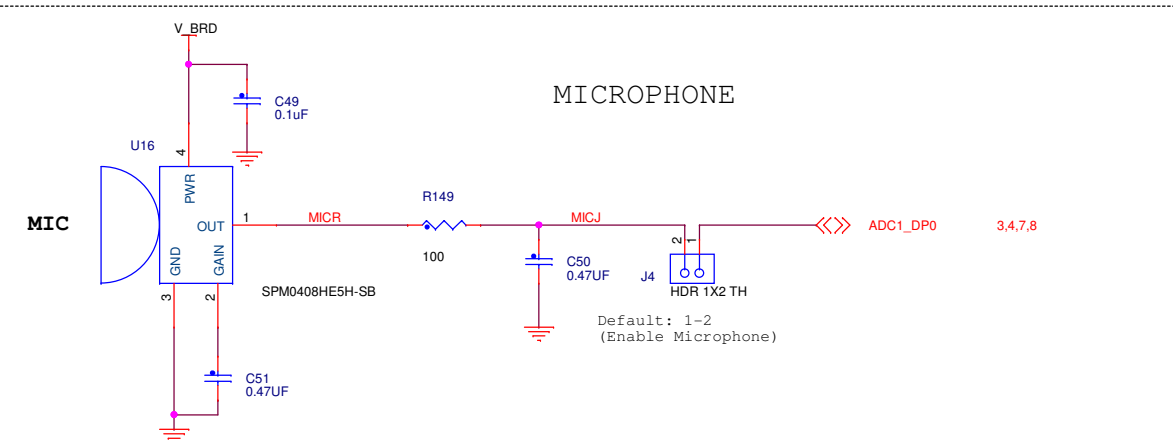 V_BRD
C49
0.1uF
MICROPHONE
U16
4
PWR
MIC
OUT
1
MICR
R149
100
MICJ
2
1
ADC1_DP0
3,4,7,8
GND
GAIN
3
2
SPM0408HE5H-SB
C50
0.47UF
J4
HDR 1X2 TH
Default: 1-2
(Enable Microphone)
C51
0.47UF